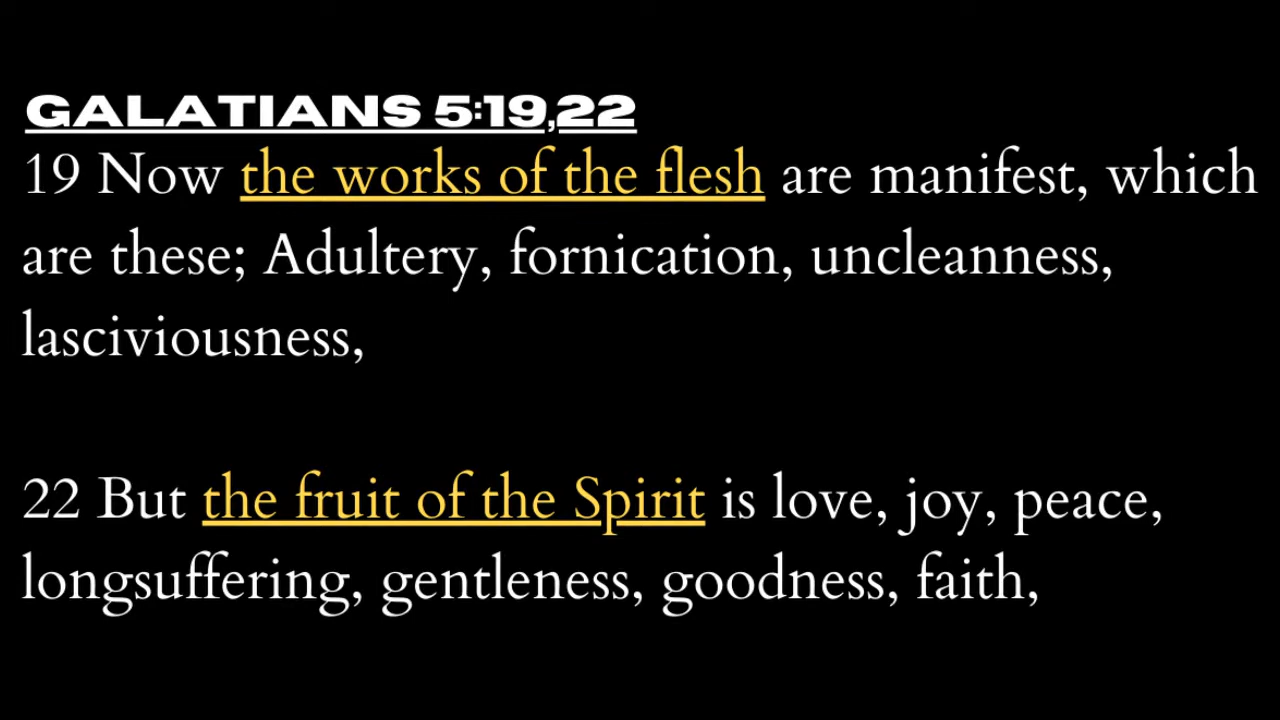 GALATIANS 5:19,22
19 Now the works of the flesh are manifest, which
are these; Adultery, fornication, uncleanness,
lasciviousness,
22 But the fruit of the Spirit is love, joy, peace,
longsuffering, gentleness, goodness, faith,